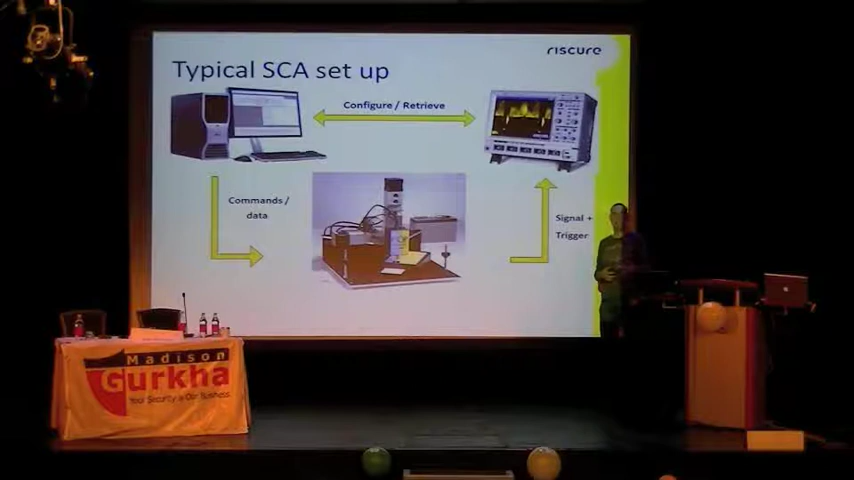 riscure
Typical SCA set up
Configure / Retrieve
Commands /
data
Signal +
Trigger
Madison
Gurkha
Your Security is Our Business